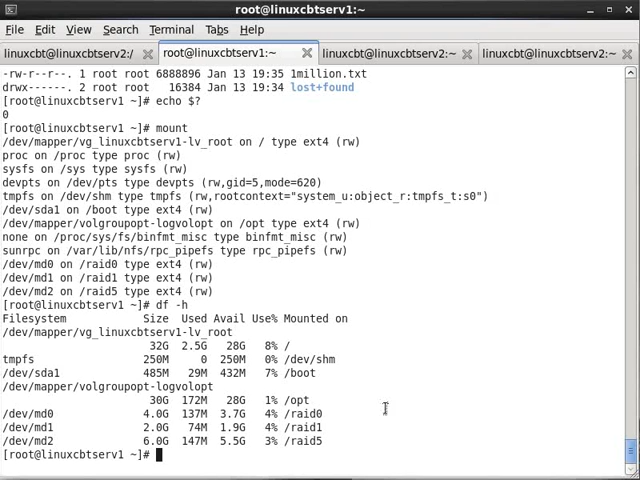 root@linuxcbtserv1:~
File Edit View Search Terminal Tabs Help
linuxcbt@linuxcbtserv2:/ root@linuxcbtserv1:~ linuxcbt@linuxcbtserv2:~ linuxcbt@linuxcbtserv2:~
-rw-r--r--. 1 root root 6888896 Jan 13 19:35 1million.txt
drwx------. 2 root root   16384 Jan 13 19:34 lost+found
[root@linuxcbtserv1 ~]# echo $?
0
[root@linuxcbtserv1 ~]# mount
/dev/mapper/vg_linuxcbtserv1-lv_root on / type ext4 (rw)
proc on /proc type proc (rw)
sysfs on /sys type sysfs (rw)
devpts on /dev/pts type devpts (rw,gid=5,mode=620)
tmpfs on /dev/shm type tmpfs (rw,rootcontext="system_u:object_r:tmpfs_t:s0")
/dev/sda1 on /boot type ext4 (rw)
/dev/mapper/volgroupopt-logvolopt on /opt type ext4 (rw)
none on /proc/sys/fs/binfmt_misc type binfmt_misc (rw)
sunrpc on /var/lib/nfs/rpc_pipefs type rpc_pipefs (rw)
/dev/md0 on /raid0 type ext4 (rw)
/dev/md1 on /raid1 type ext4 (rw)
/dev/md2 on /raid5 type ext4 (rw)
[root@linuxcbtserv1 ~]# df -h
Filesystem            Size  Used Avail Use% Mounted on
/dev/mapper/vg_linuxcbtserv1-lv_root
                       32G  2.5G   28G   8% /
tmpfs                 250M     0  250M   0% /dev/shm
/dev/sda1             485M   29M  432M   7% /boot
/dev/mapper/volgroupopt-logvolopt
                       30G  172M   28G   1% /opt
/dev/md0              4.0G  137M  3.7G   4% /raid0
/dev/md1              2.0G   74M  1.9G   4% /raid1
/dev/md2              6.0G  147M  5.5G   3% /raid5
[root@linuxcbtserv1 ~]#